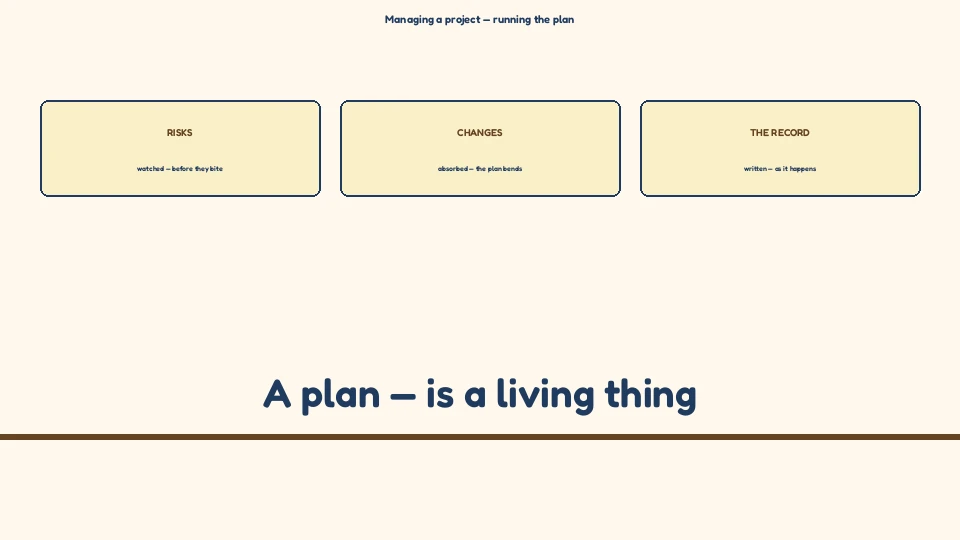 Managing a project — running the plan
RISKS
watched — before they bite
CHANGES
absorbed — the plan bends
THE RECORD
written — as it happens
A plan — is a living thing